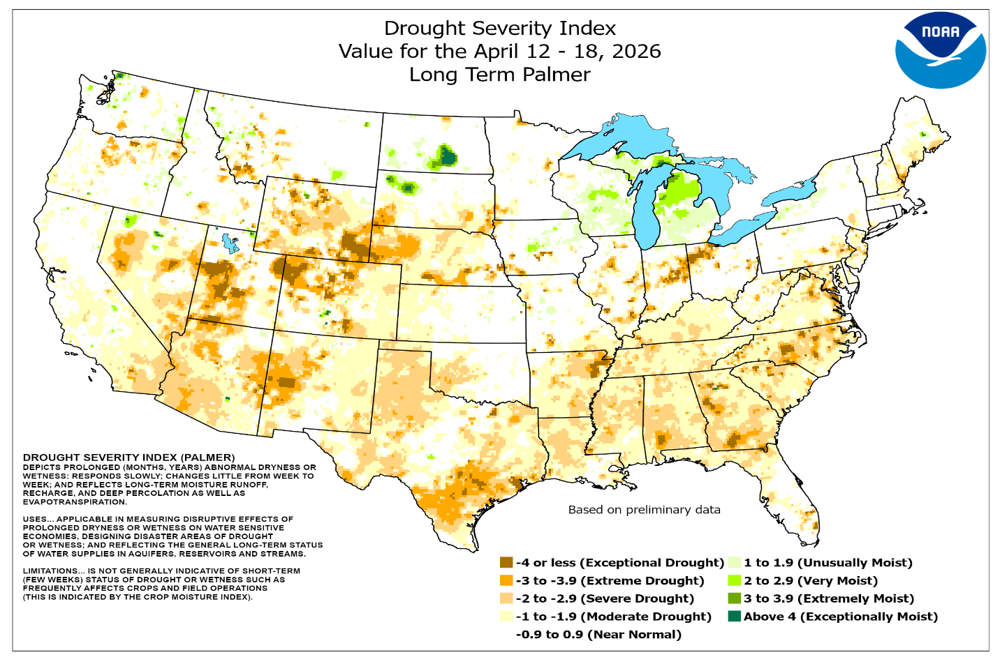 Drought Severity Index
Value for the April 12 - 18, 2026
Long Term Palmer
NOAA
DROUGHT SEVERITY INDEX (PALMER)
DEPICTS PROLONGED (MONTHS, YEARS) ABNORMAL DRYNESS OR
WETNESS: RESPONDS SLOWLY; CHANGES LITTLE FROM WEEK TO
WEEK; AND REFLECTS LONG-TERM MOISTURE RUNOFF,
RECHARGE, AND DEEP PERCOLATION AS WELL AS
EVAPOTRANSPIRATION.
USES... APPLICABLE IN MEASURING DISRUPTIVE EFFECTS OF
PROLONGED DRYNESS OR WETNESS ON WATER SENSITIVE
ECONOMIES, DESIGNING DISASTER AREAS OF DROUGHT
OR WETNESS; AND REFLECTING THE GENERAL LONG-TERM STATUS
OF WATER SUPPLIES IN AQUIFERS, RESERVOIRS AND STREAMS.
LIMITATIONS... IS NOT GENERALLY INDICATIVE OF SHORT-TERM
(FEW WEEKS) STATUS OF DROUGHT OR WETNESS SUCH AS
FREQUENTLY AFFECTS CROPS AND FIELD OPERATIONS
(THIS IS INDICATED BY THE CROP MOISTURE INDEX).
Based on preliminary data
-4 or less (Exceptional Drought)
-3 to -3.9 (Extreme Drought)
-2 to -2.9 (Severe Drought)
-1 to -1.9 (Moderate Drought)
-0.9 to 0.9 (Near Normal)
1 to 1.9 (Unusually Moist)
2 to 2.9 (Very Moist)
3 to 3.9 (Extremely Moist)
Above 4 (Exceptionally Moist)